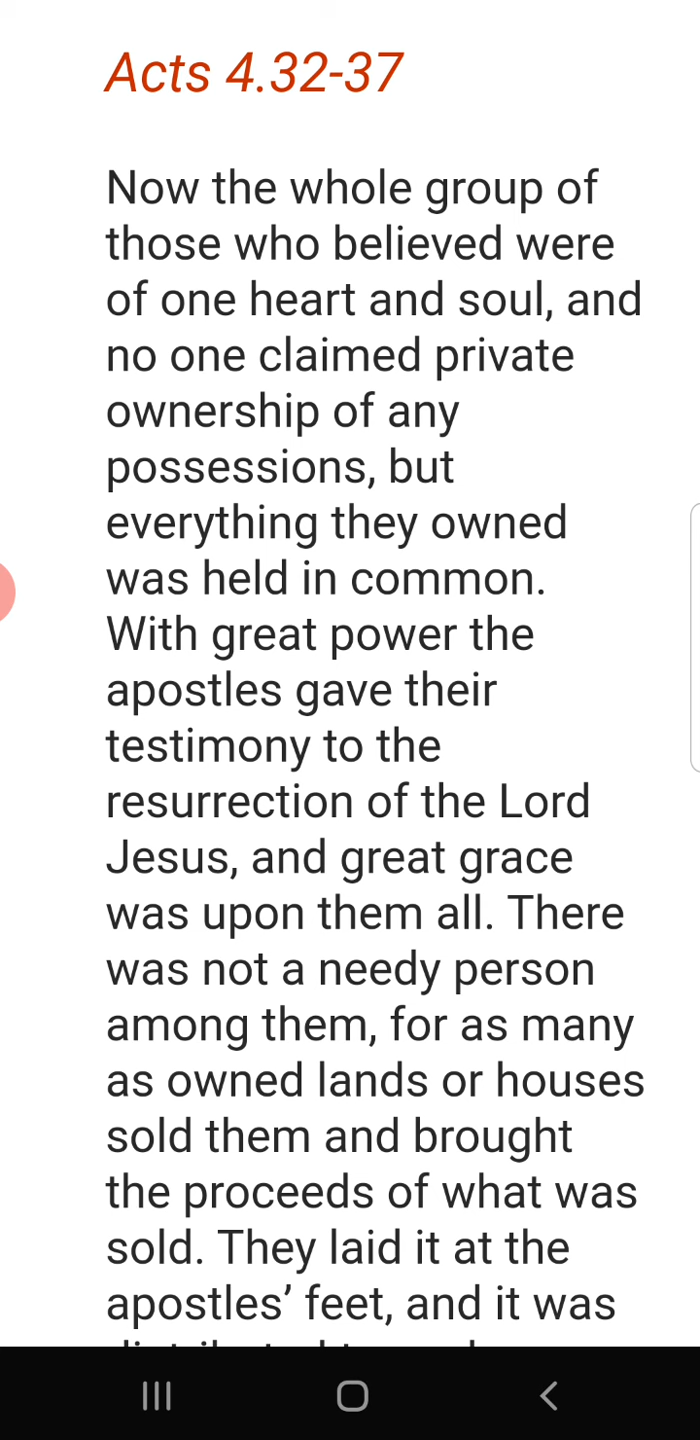 Acts 4.32-37
Now the whole group of
those who believed were
of one heart and soul, and
no one claimed private
ownership of any
possessions, but
everything they owned
was held in common.
With great power the
apostles gave their
testimony to the
resurrection of the Lord
Jesus, and great grace
was upon them all. There
was not a needy person
among them, for as many
as owned lands or houses
sold them and brought
the proceeds of what was
sold. They laid it at the
apostles’ feet, and it was